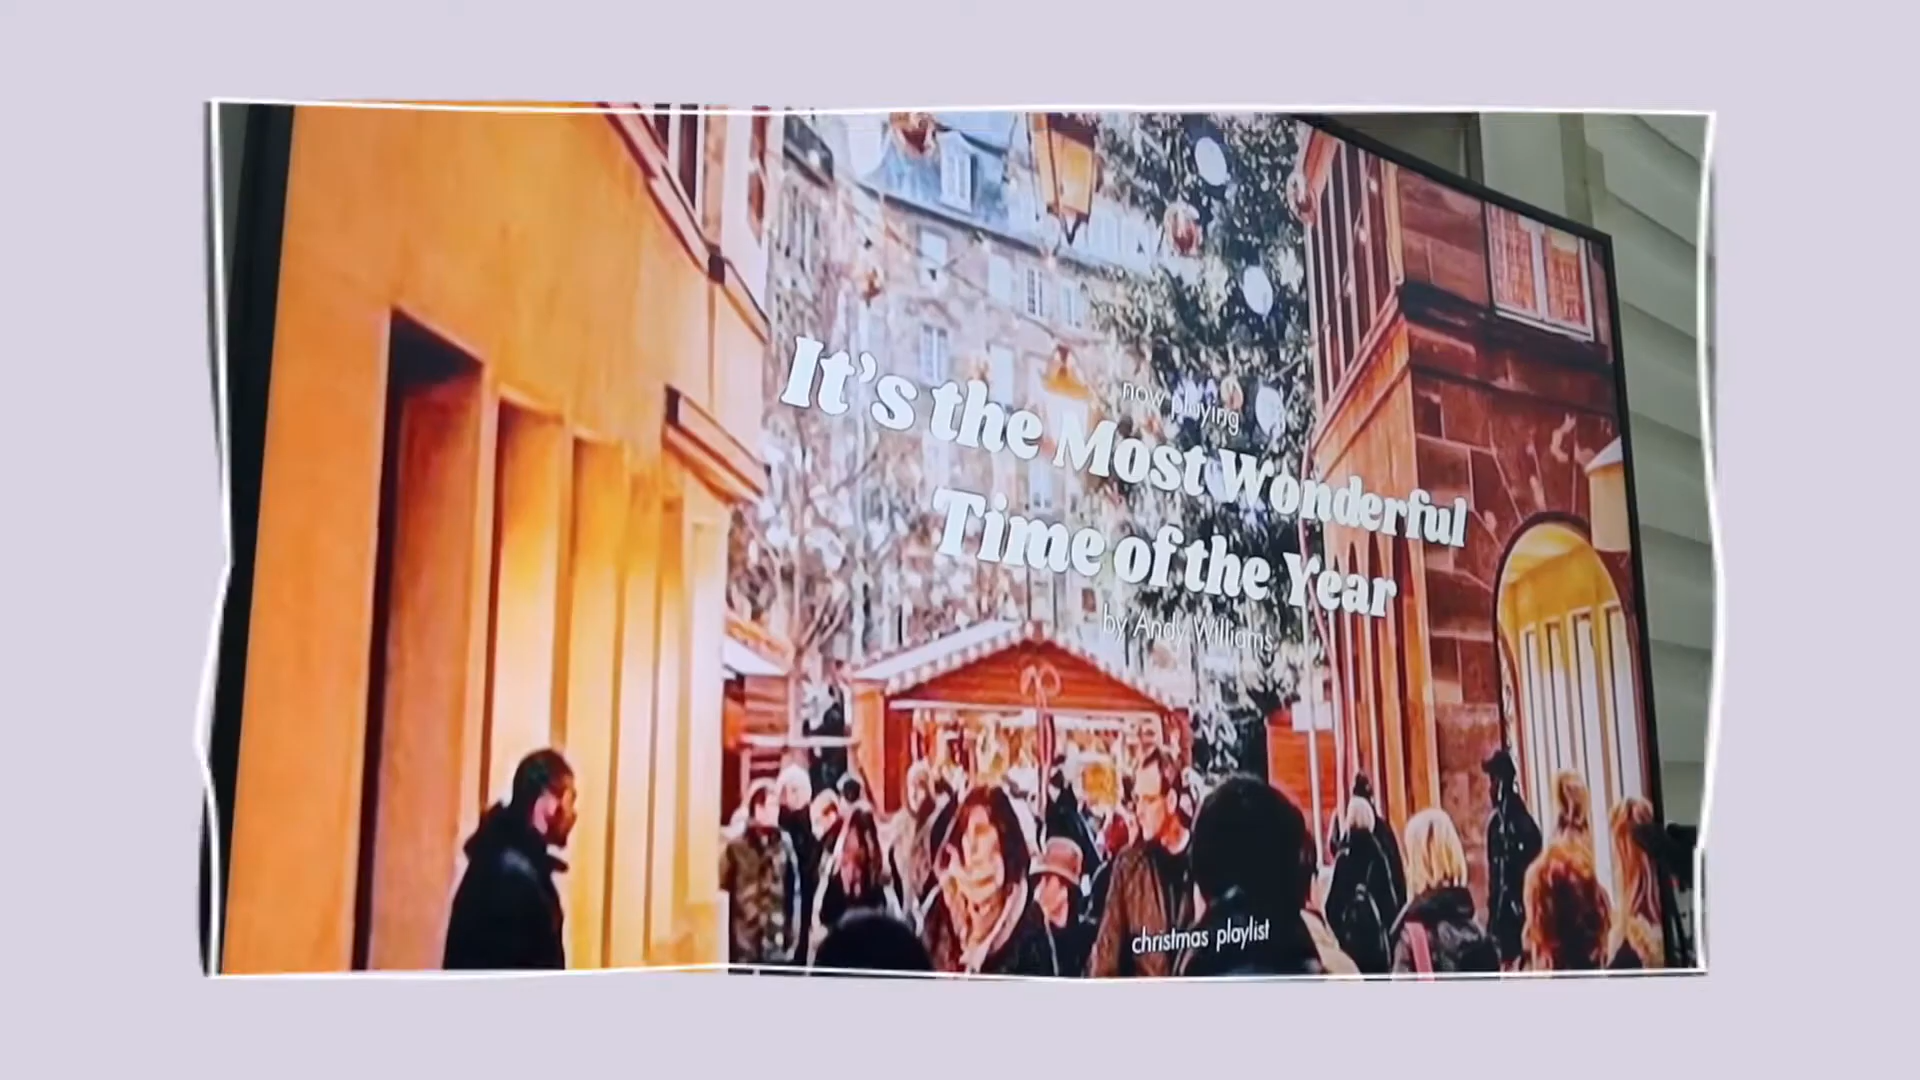 now playing
It's the Most Wonderful
Time of the Year
by Andy Williams
christmas playlist